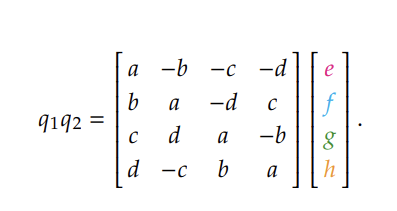 q₁q₂ = [a −b −c −d; b a −d c; c d a −b; d −c b a] [e; f; g; h].